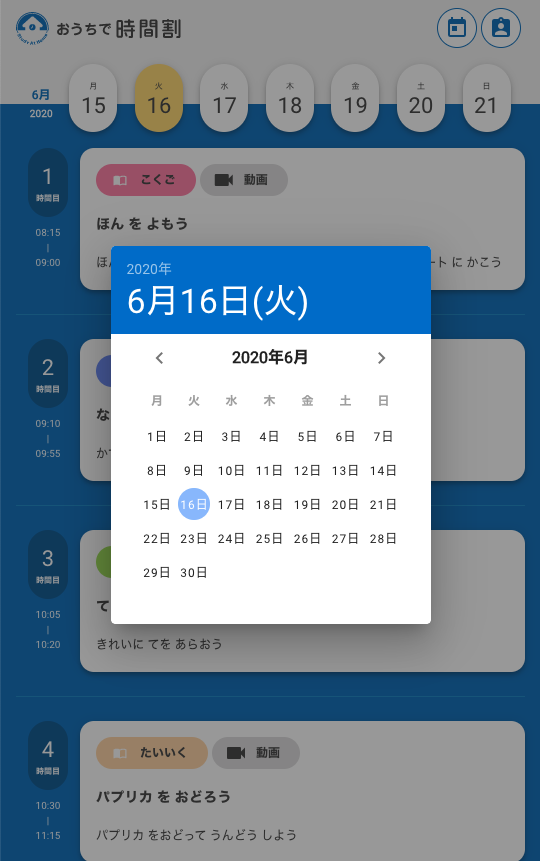 おうちで 時間割
6月
2020
月
15
火
16
水
17
木
18
金
19
土
20
日
21
1
時間目
08:15
09:00
こくご
動画
ほん を よもう
ート に かこう
2020年
6月16日(火)
2020年6月
月 火 水 木 金 土 日
1日 2日 3日 4日 5日 6日 7日
8日 9日 10日 11日 12日 13日 14日
15日 16日 17日 18日 19日 20日 21日
22日 23日 24日 25日 26日 27日 28日
29日 30日
2
時間目
09:10
09:55
な
3
時間目
10:05
10:20
て
きれいに てを あらおう
4
時間目
10:30
11:15
たいいく
動画
パプリカ を おどろう
パプリカ をおどって うんどう しよう